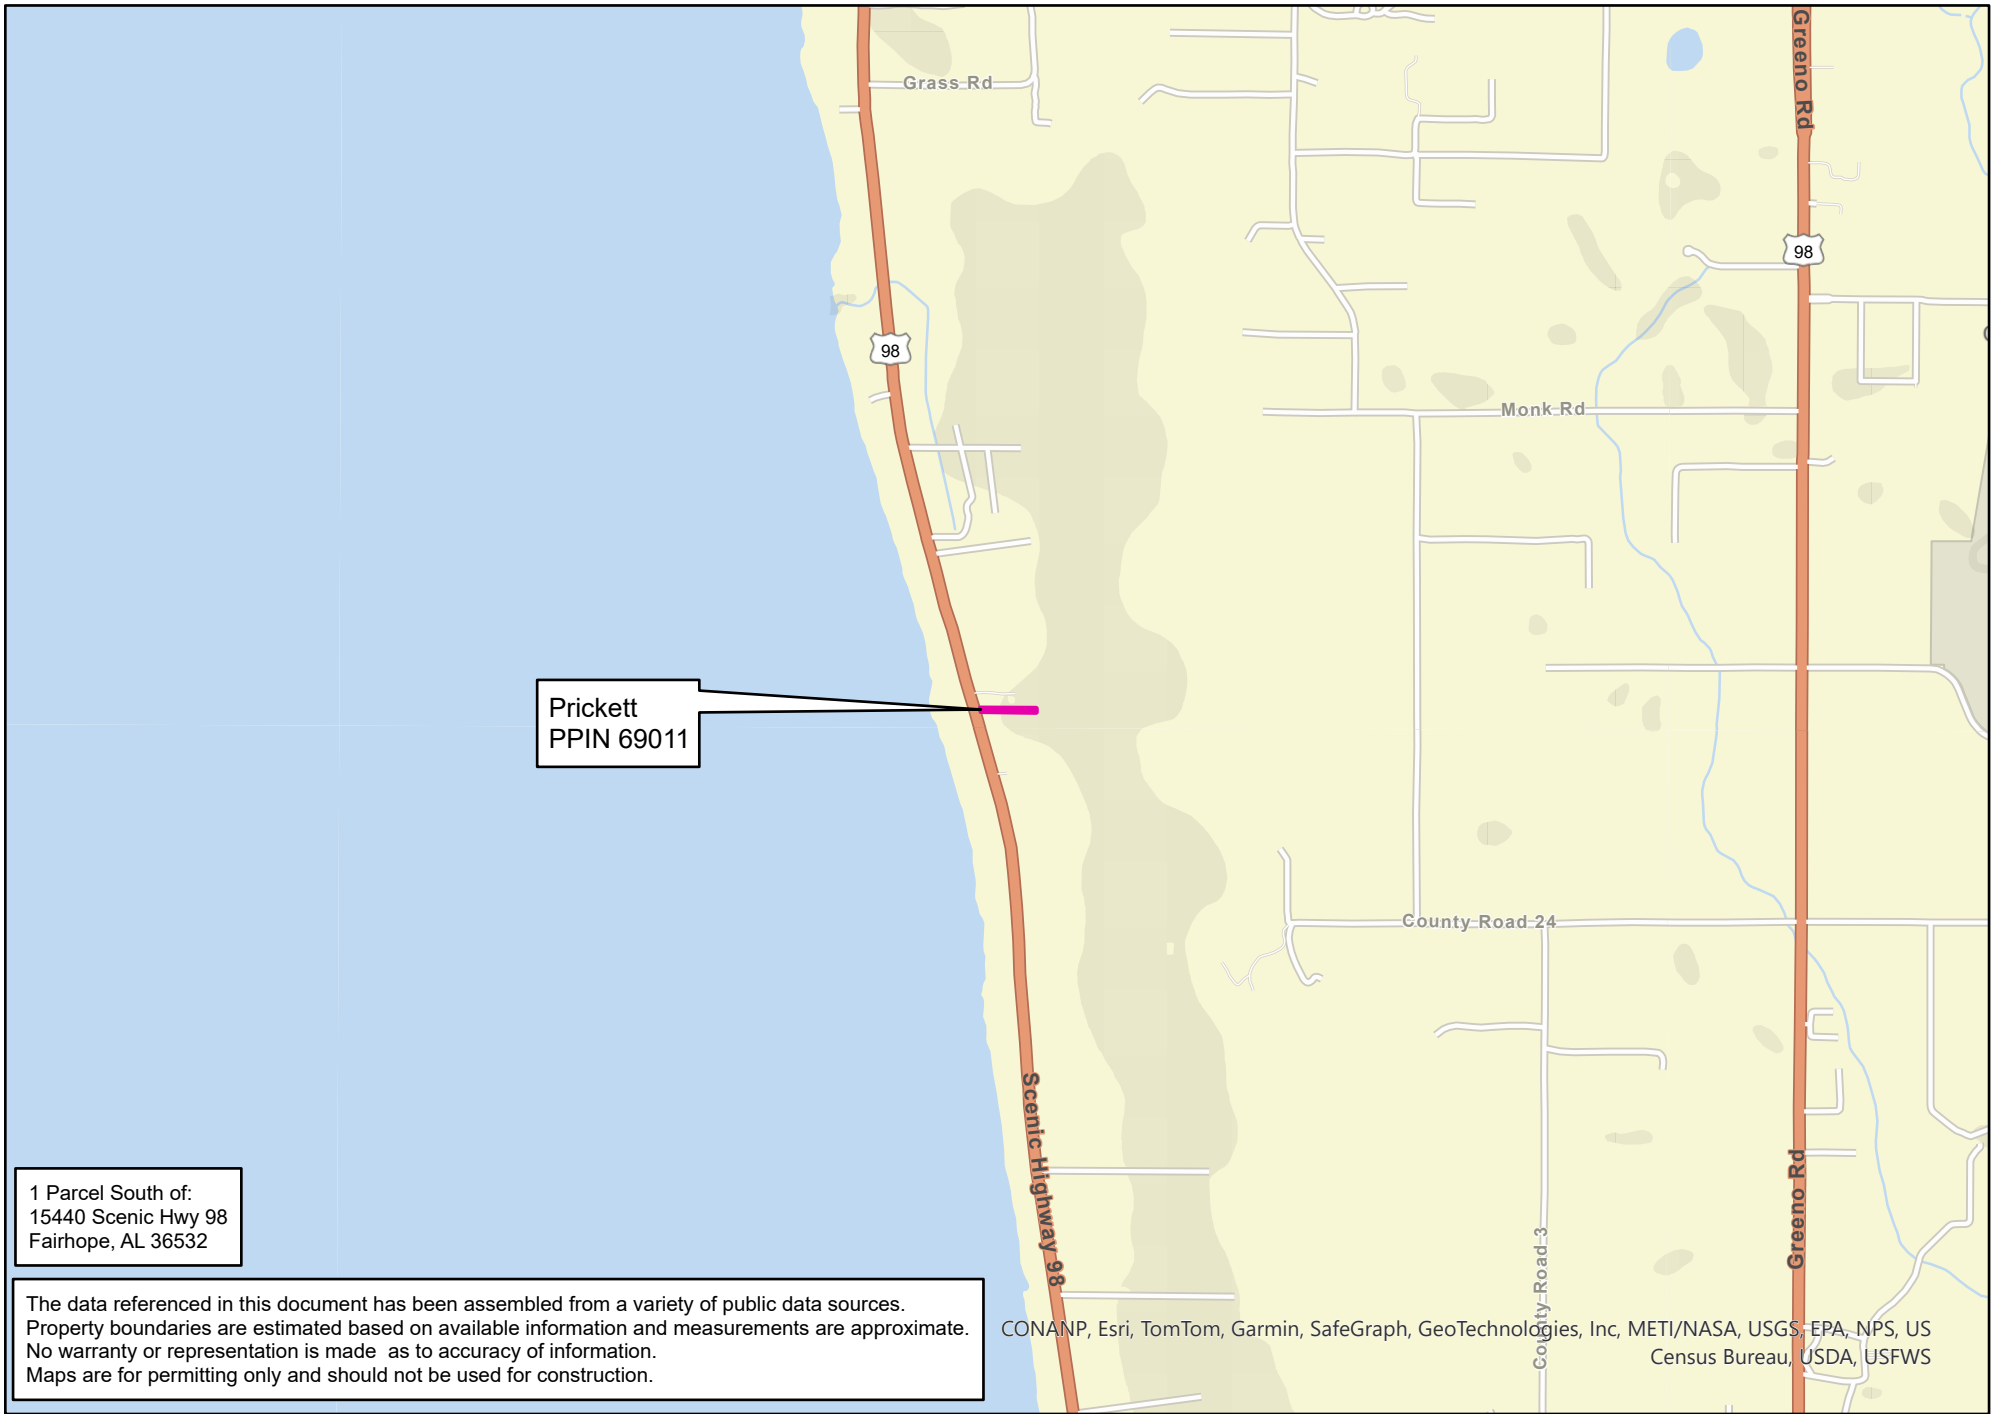 Grass Rd
Greeno Rd
98
98
Monk Rd
Prickett
PPIN 69011
County Road 24
Scenic Highway 98
Greeno Rd
County Road 3
1 Parcel South of:
15440 Scenic Hwy 98
Fairhope, AL 36532
The data referenced in this document has been assembled from a variety of public data sources.
Property boundaries are estimated based on available information and measurements are approximate.
No warranty or representation is made  as to accuracy of information.
Maps are for permitting only and should not be used for construction.
CONANP, Esri, TomTom, Garmin, SafeGraph, GeoTechnologies, Inc, METI/NASA, USGS, EPA, NPS, US
Census Bureau, USDA, USFWS